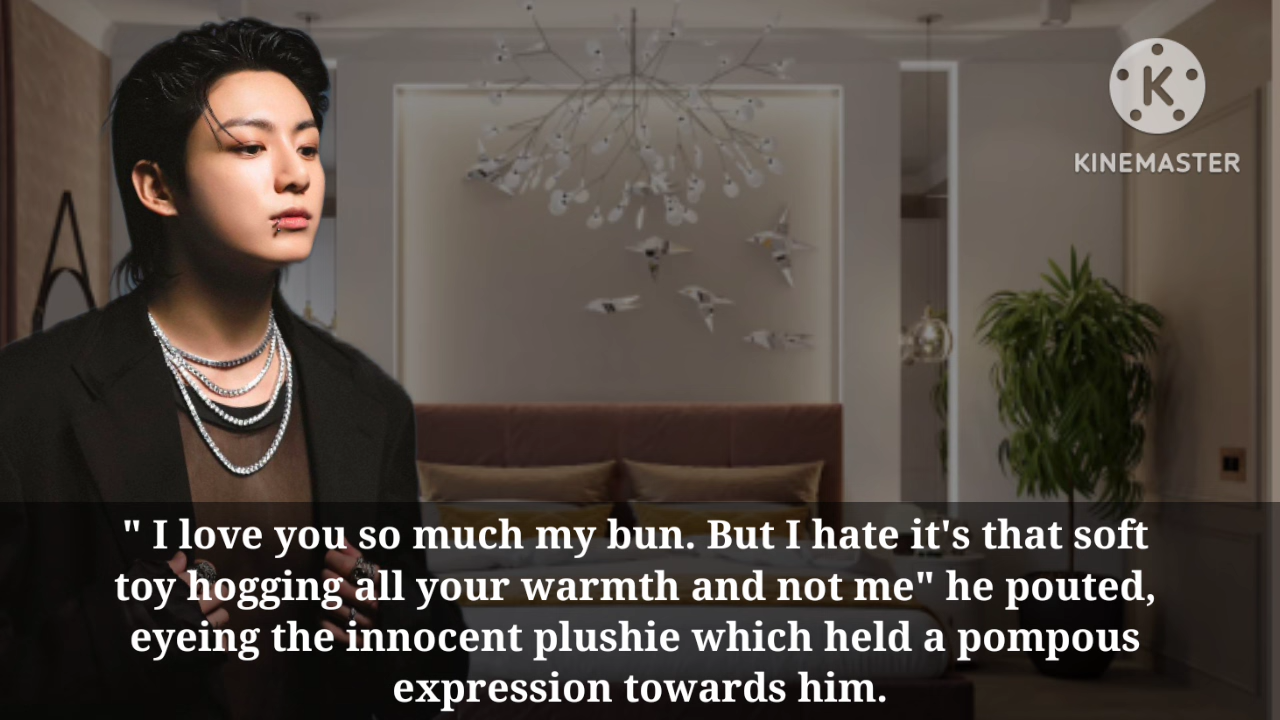 KINEMASTER
" I love you so much my bun. But I hate it's that soft
toy hogging all your warmth and not me" he pouted,
eyeing the innocent plushie which held a pompous
expression towards him.